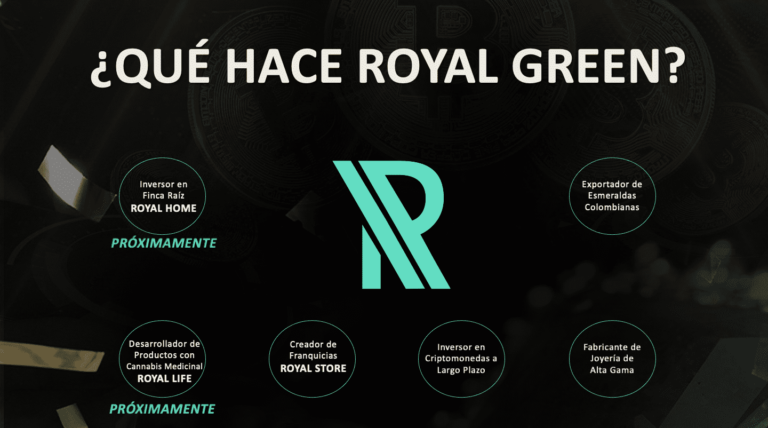 ¿QUÉ HACE ROYAL GREEN?
Inversor en
Finca Raíz
ROYAL HOME
PRÓXIMAMENTE
Exportador de
Esmeraldas
Colombianas
Desarrollador de
Productos con
Cannabis Medicinal
ROYAL LIFE
PRÓXIMAMENTE
Creador de
Franquicias
ROYAL STORE
Inversor en
Criptomonedas a
Largo Plazo
Fabricante de
Joyería de
Alta Gama